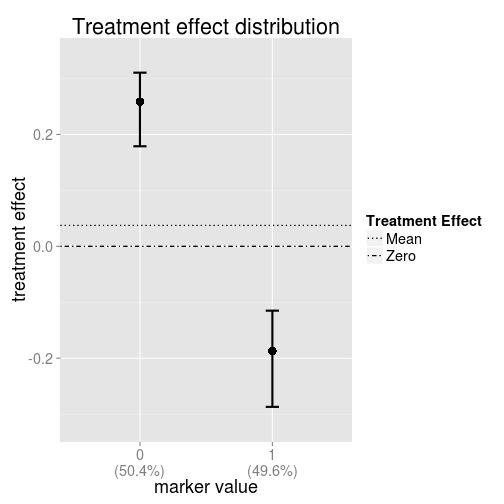 Treatment effect distribution
treatment effect
0.2
0.0
-0.2
0
(50.4%)
1
(49.6%)
marker value
Treatment Effect
Mean
Zero